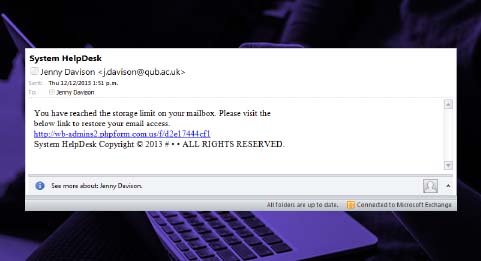 System HelpDesk
Jenny Davison <j.davison@qub.ac.uk>
Sent: Thu 12/12/2013 1:51 p.m.
To: Jenny Davison
You have reached the storage limit on your mailbox. Please visit the
below link to restore your email access.
http://wb-admins2.phpform.com.us/f/d2e17444cf1
System HelpDesk Copyright © 2013 # • • ALL RIGHTS RESERVED.
See more about: Jenny Davison.
All folders are up to date. Connected to Microsoft Exchange